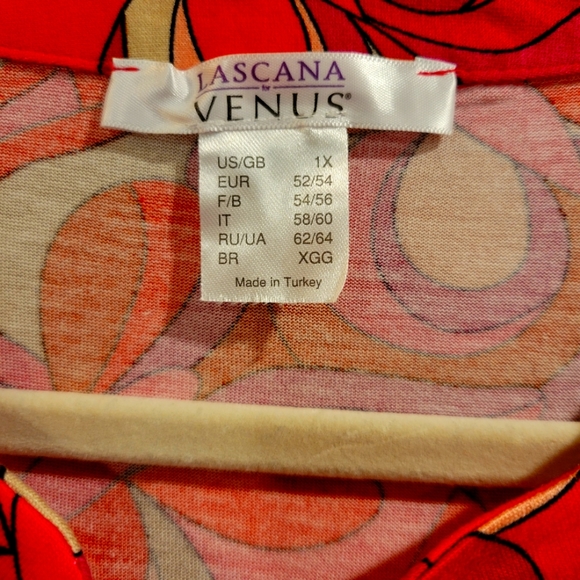 LASCANA
by
VENUS®
US/GB 1X
EUR 52/54
F/B 54/56
IT 58/60
RU/UA 62/64
BR XGG
Made in Turkey